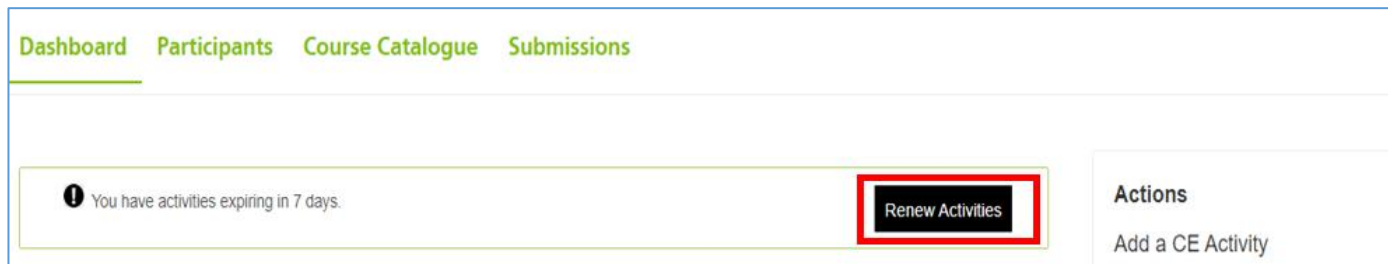 Dashboard Participants Course Catalogue Submissions
You have activities expiring in 7 days.
Renew Activities
Actions
Add a CE Activity